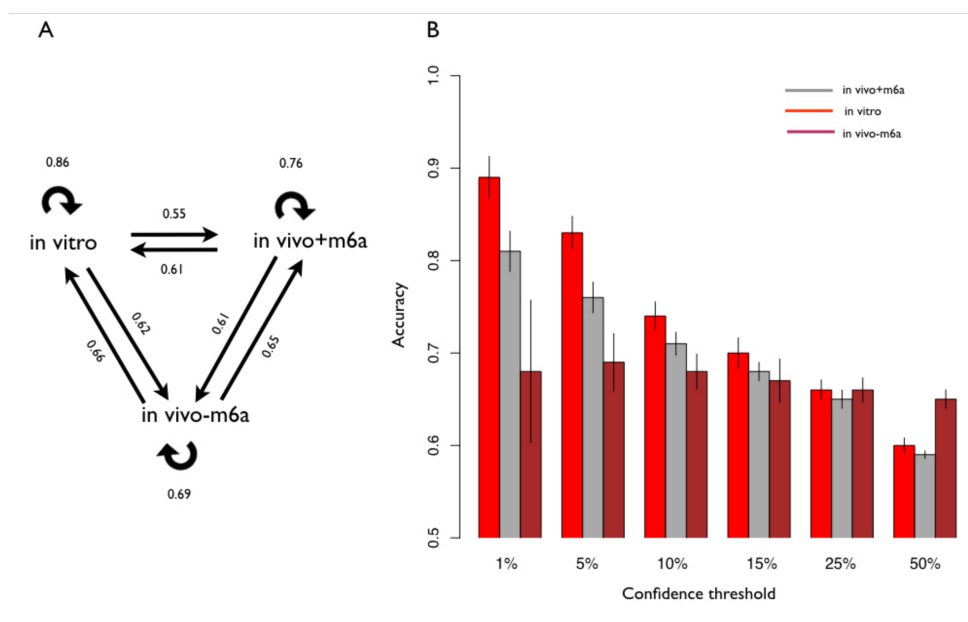 A
0.86
0.76
in vitro
0.55
0.61
in vivo+m6a
0.62
0.66
0.61
0.65
in vivo-m6a
0.69
B
in vivo+m6a
in vitro
in vivo-m6a
Accuracy
1.0
0.9
0.8
0.7
0.6
0.5
1% 5% 10% 15% 25% 50%
Confidence threshold